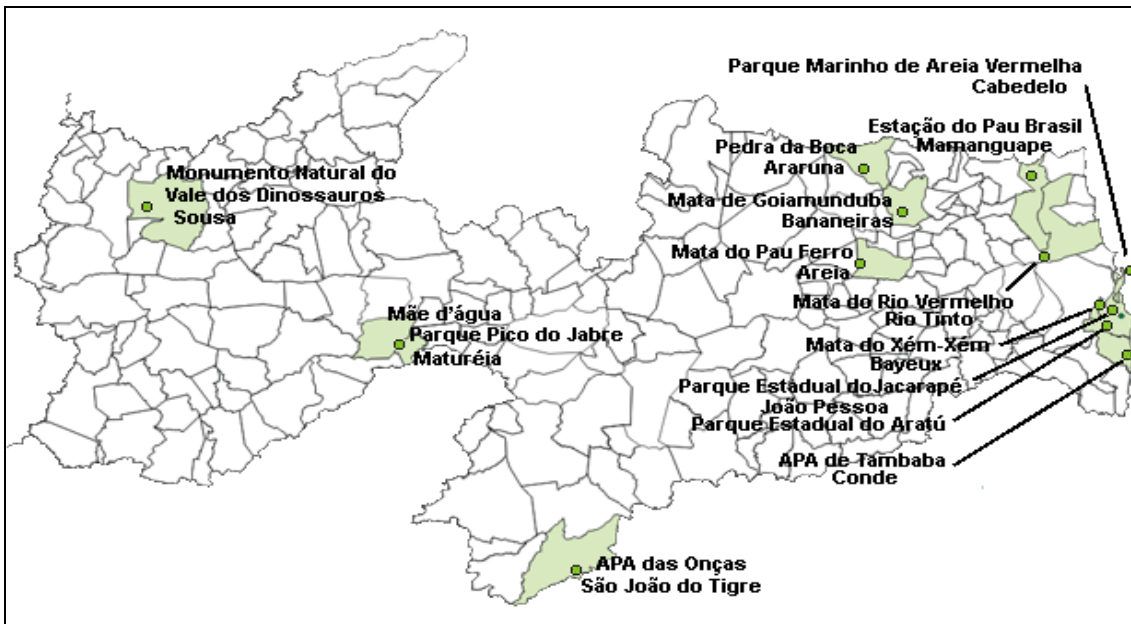 Parque Marinho de Areia Vermelha
Cabedelo
Estação do Pau Brasil
Mamanguape
Pedra da Boca
Araruna
Monumento Natural do
Vale dos Dinossauros
Sousa
Mata de Goiamunduba
Bananeiras
Mata do Pau Ferro
Areia
Mata do Rio Vermelho
Rio Tinto
Mãe d'água
Parque Pico do Jabre
Maturéia
Mata do Xém-Xém
Bayeux
Parque Estadual do Jacarapé
João Pessoa
Parque Estadual do Aratú
APA de Tambaba
Conde
APA das Onças
São João do Tigre